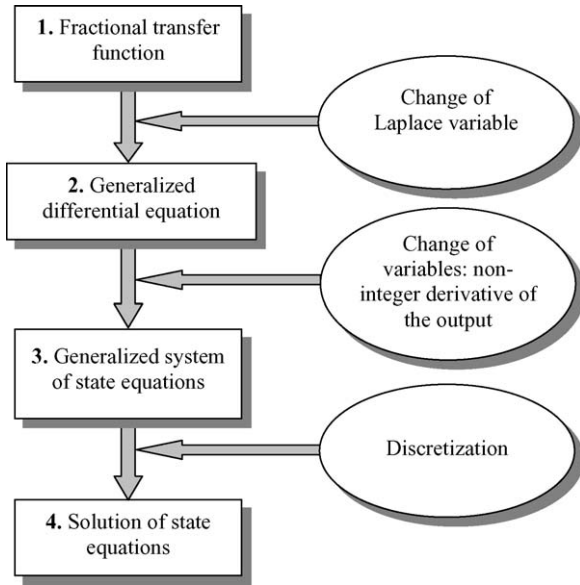 1. Fractional transfer
function
Change of
Laplace variable
2. Generalized
differential equation
Change of
variables: non-
integer derivative of
the output
3. Generalized system
of state equations
Discretization
4. Solution of state
equations